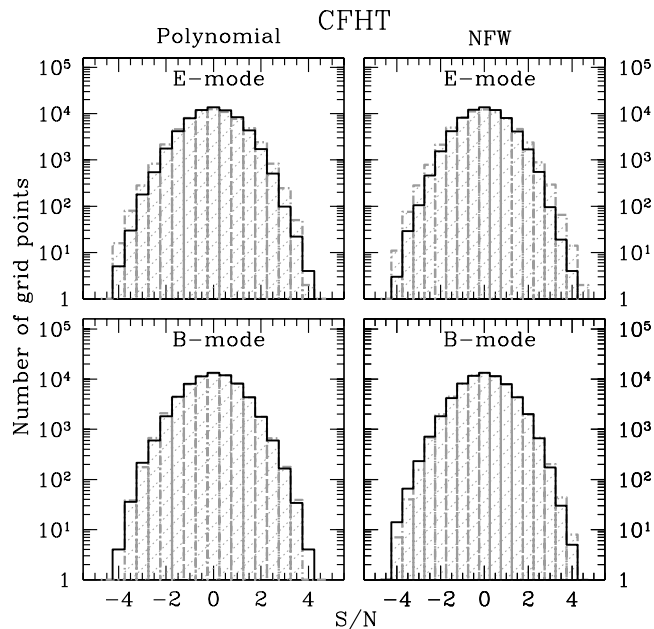 CFHT
Polynomial NFW
E-mode E-mode
10⁵ 10⁵
10⁴ 10⁴
10³ 10³
10² 10²
10¹ 10¹
1 1
Number of grid points
B-mode B-mode
10⁵ 10⁵
10⁴ 10⁴
10³ 10³
10² 10²
10¹ 10¹
1 1
-4 -2 0 2 4 -4 -2 0 2 4
S/N